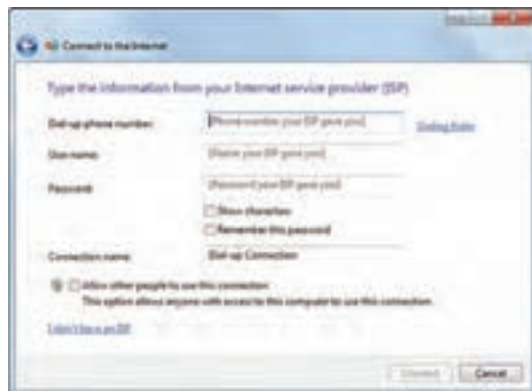 Connect to the Internet
Type the information from your Internet service provider (ISP)
Dial-up phone number: [Phone number your ISP gave you] Dialing Rules
User name: [Name your ISP gave you]
Password: [Password your ISP gave you]
Show characters
Remember this password
Connection name: Dial-up Connection
Allow other people to use this connection
This option allows anyone with access to this computer to use this connection.
I don't have an ISP
Connect Cancel